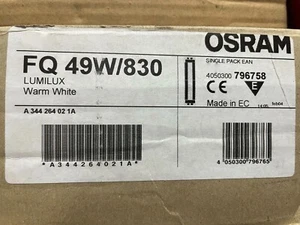 OSRAM
FQ 49W/830
LUMILUX
Warm White
SINGLE PACK EAN
4050300 796758
CE E
Made in EC
A 344 264 02 1A
*A344264021A*
4 050300 796765